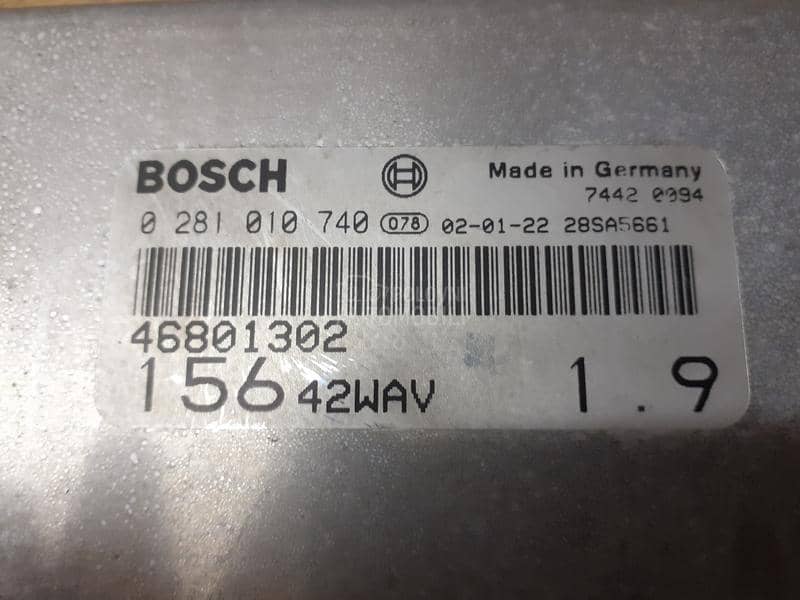 BOSCH Made in Germany
7442 0094
0 281 010 740 078 02-01-22 28SA5661
46801302
156 42WAV 1.9